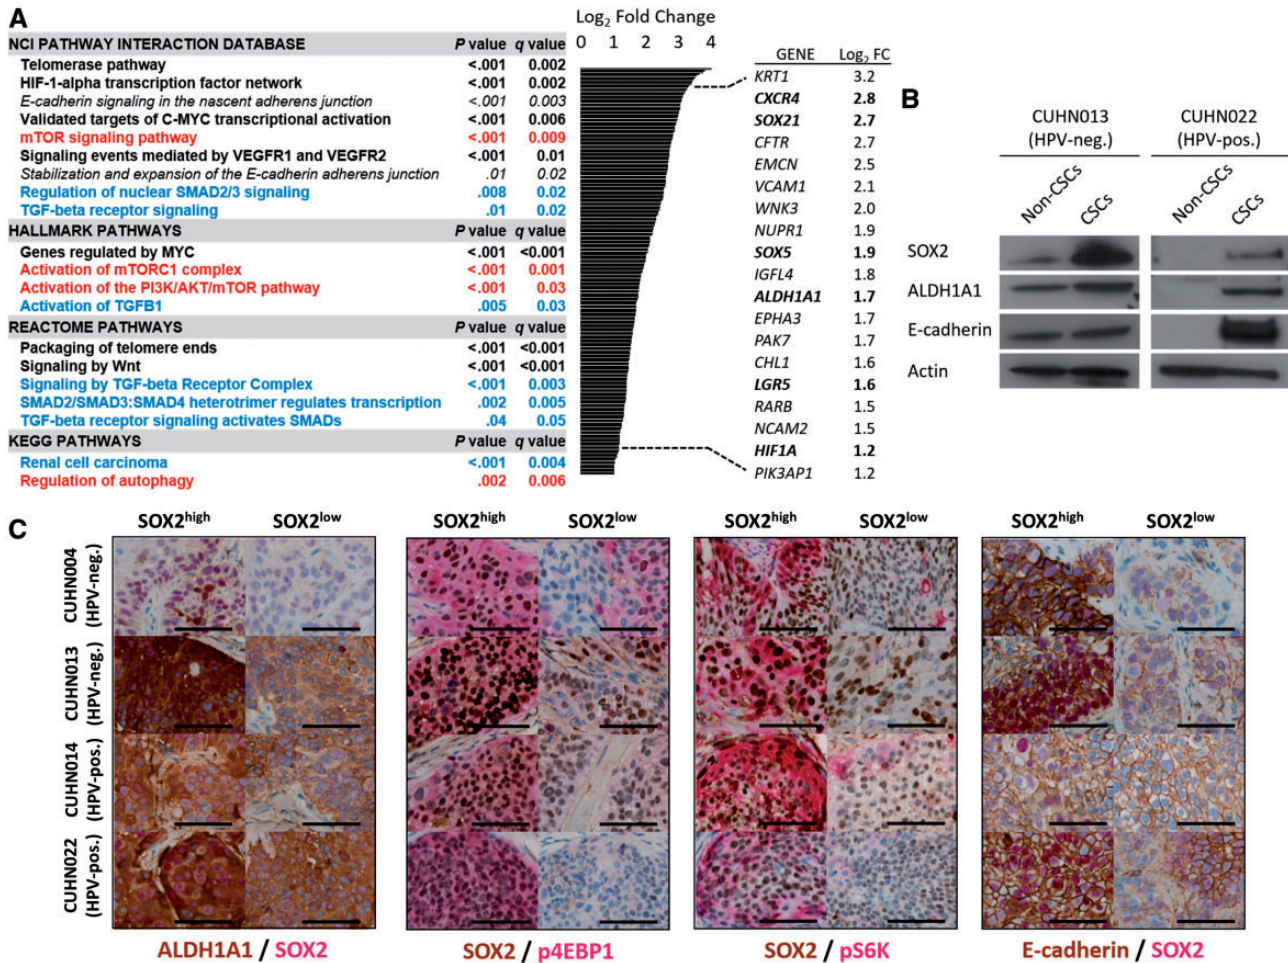 A
NCI PATHWAY INTERACTION DATABASE P value q value
Telomerase pathway <.001 0.002
HIF-1-alpha transcription factor network <.001 0.002
E-cadherin signaling in the nascent adherens junction <.001 0.003
Validated targets of C-MYC transcriptional activation <.001 0.006
mTOR signaling pathway <.001 0.009
Signaling events mediated by VEGFR1 and VEGFR2 <.001 0.01
Stabilization and expansion of the E-cadherin adherens junction .01 0.02
Regulation of nuclear SMAD2/3 signaling .008 0.02
TGF-beta receptor signaling .01 0.02
HALLMARK PATHWAYS P value q value
Genes regulated by MYC <.001 <0.001
Activation of mTORC1 complex <.001 0.001
Activation of the PI3K/AKT/mTOR pathway <.001 0.03
Activation of TGFB1 .005 0.03
REACTOME PATHWAYS P value q value
Packaging of telomere ends <.001 <0.001
Signaling by Wnt <.001 <0.001
Signaling by TGF-beta Receptor Complex <.001 0.003
SMAD2/SMAD3:SMAD4 heterotrimer regulates transcription .002 0.005
TGF-beta receptor signaling activates SMADs .04 0.05
KEGG PATHWAYS P value q value
Renal cell carcinoma <.001 0.004
Regulation of autophagy .002 0.006
Log2 Fold Change
0 1 2 3 4
GENE Log2 FC
KRT1 3.2
CXCR4 2.8
SOX21 2.7
CFTR 2.7
EMCN 2.5
VCAM1 2.1
WNK3 2.0
NUPR1 1.9
SOX5 1.9
IGFL4 1.8
ALDH1A1 1.7
EPHA3 1.7
PAK7 1.7
CHL1 1.6
LGR5 1.6
RARB 1.5
NCAM2 1.5
HIF1A 1.2
PIK3AP1 1.2
B
CUHN013 CUHN022
(HPV-neg.) (HPV-pos.)
Non-CSCs CSCs Non-CSCs CSCs
SOX2
ALDH1A1
E-cadherin
Actin
C
SOX2high SOX2low SOX2high SOX2low SOX2high SOX2low SOX2high SOX2low
CUHN004
(HPV-neg.)
CUHN013
(HPV-neg.)
CUHN014
(HPV-pos.)
CUHN022
(HPV-pos.)
ALDH1A1 / SOX2 SOX2 / p4EBP1 SOX2 / pS6K E-cadherin / SOX2